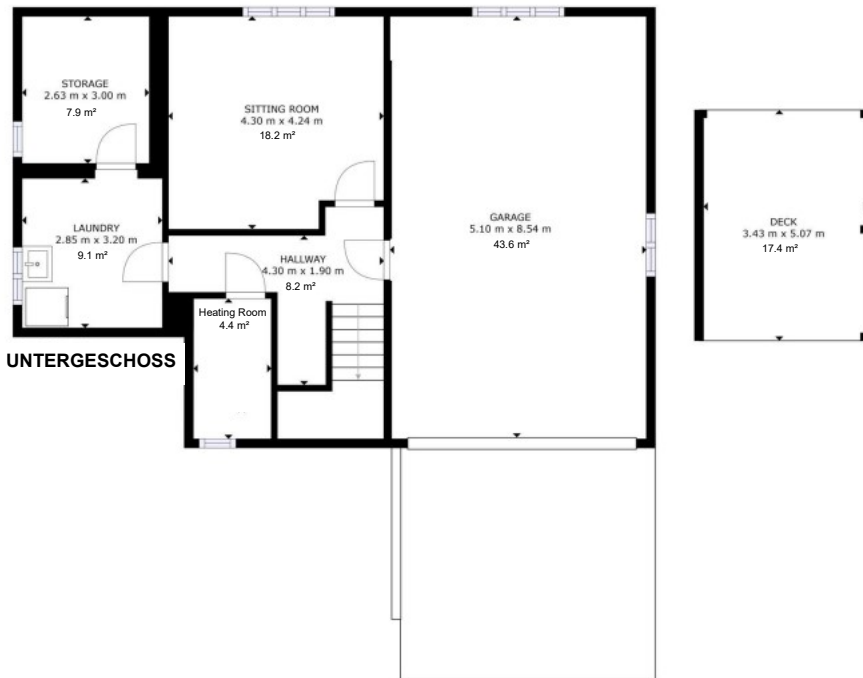 STORAGE
2.63 m x 3.00 m
7.9 m²
SITTING ROOM
4.30 m x 4.24 m
18.2 m²
GARAGE
5.10 m x 8.54 m
43.6 m²
DECK
3.43 m x 5.07 m
17.4 m²
LAUNDRY
2.85 m x 3.20 m
9.1 m²
HALLWAY
4.30 m x 1.90 m
8.2 m²
Heating Room
4.4 m²
UNTERGESCHOSS